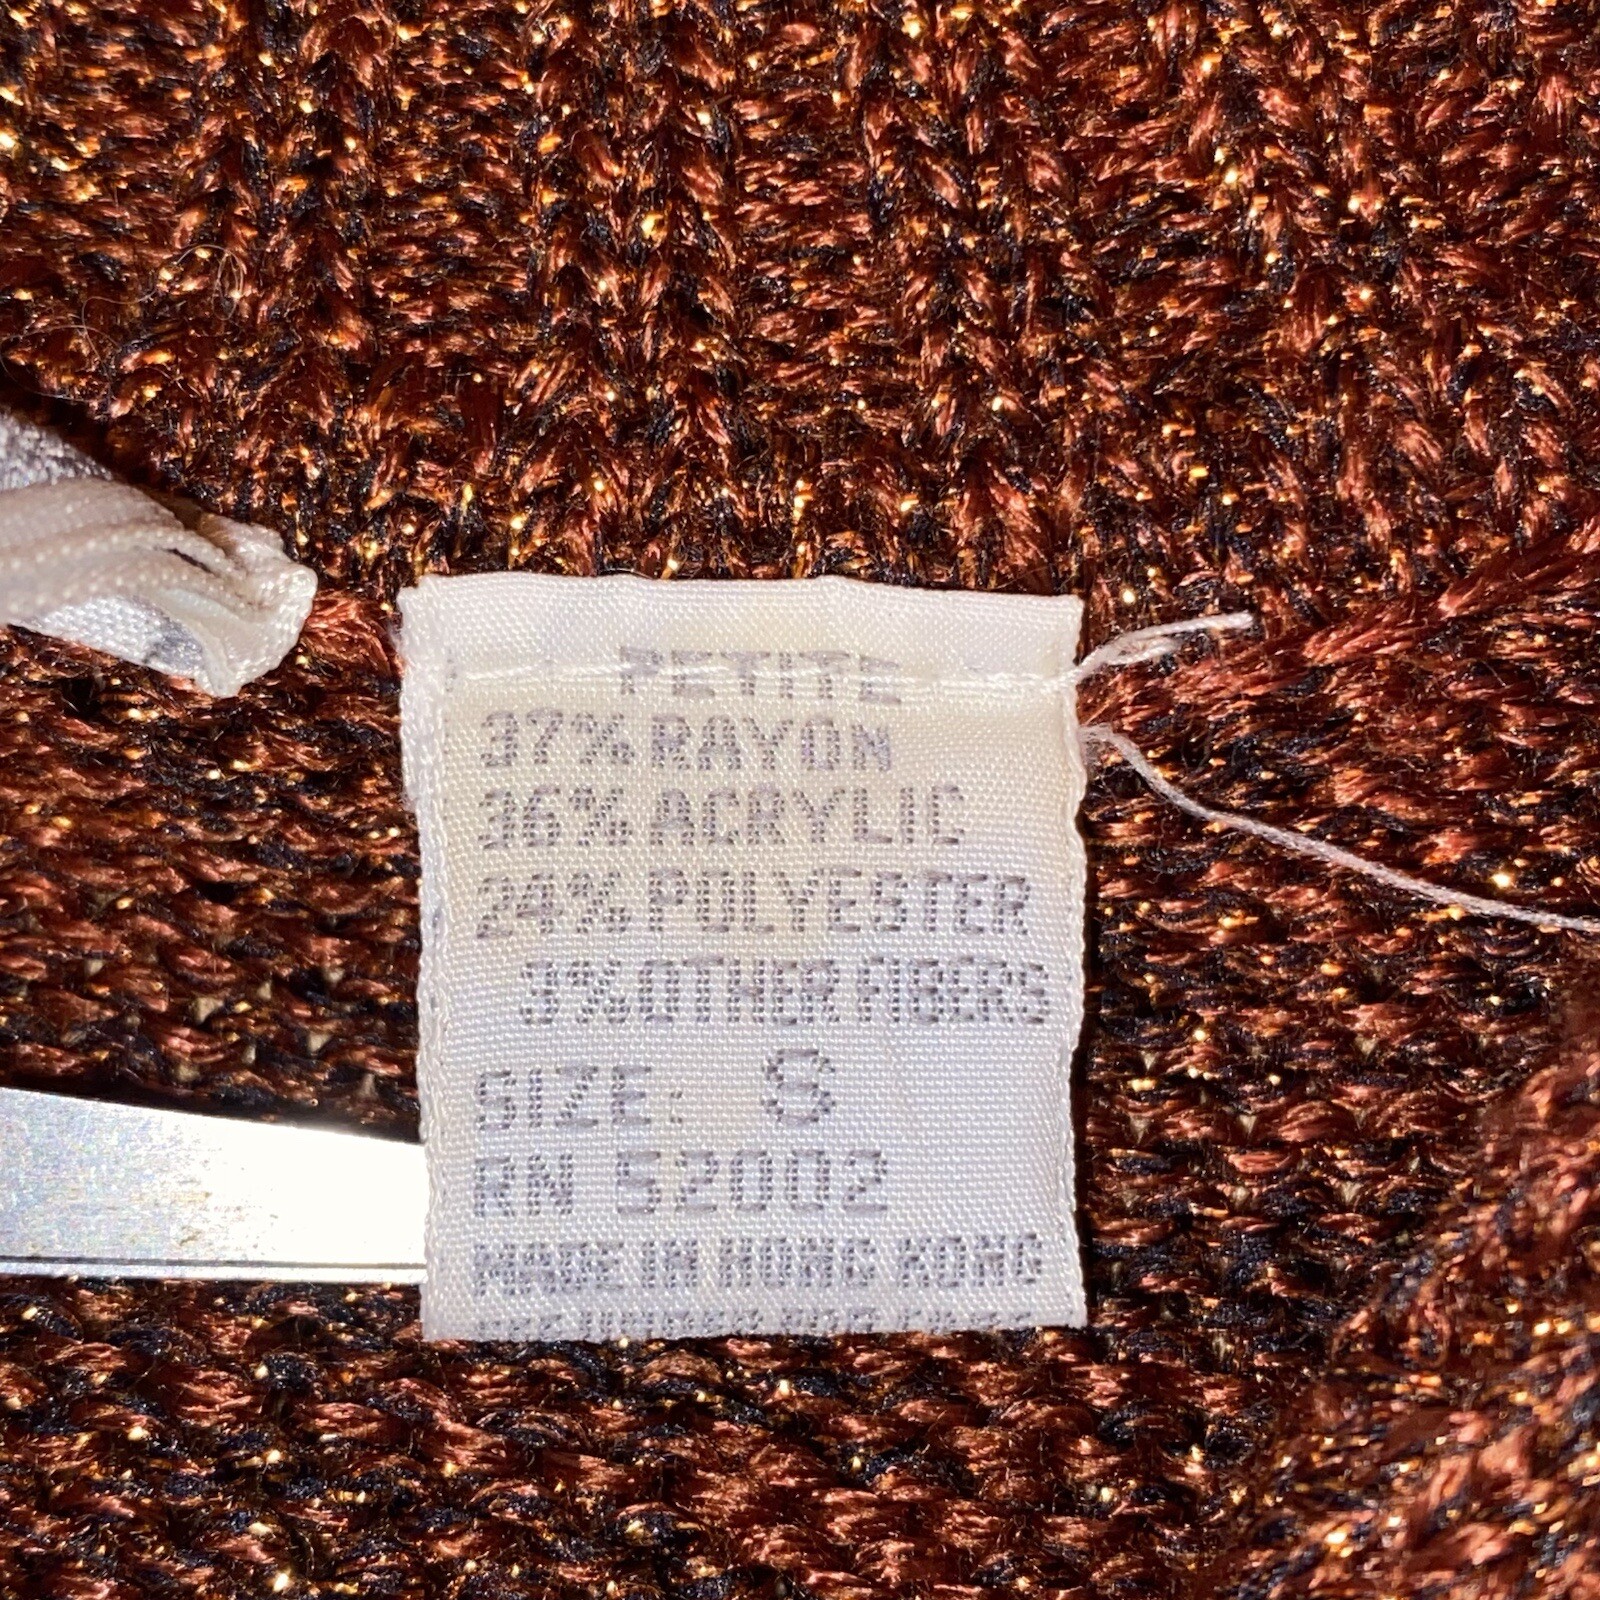 PETITE
37% RAYON
36% ACRYLIC
24% POLYESTER
3% OTHER FIBERS
SIZE: S
RN 52002
MADE IN HONG KONG